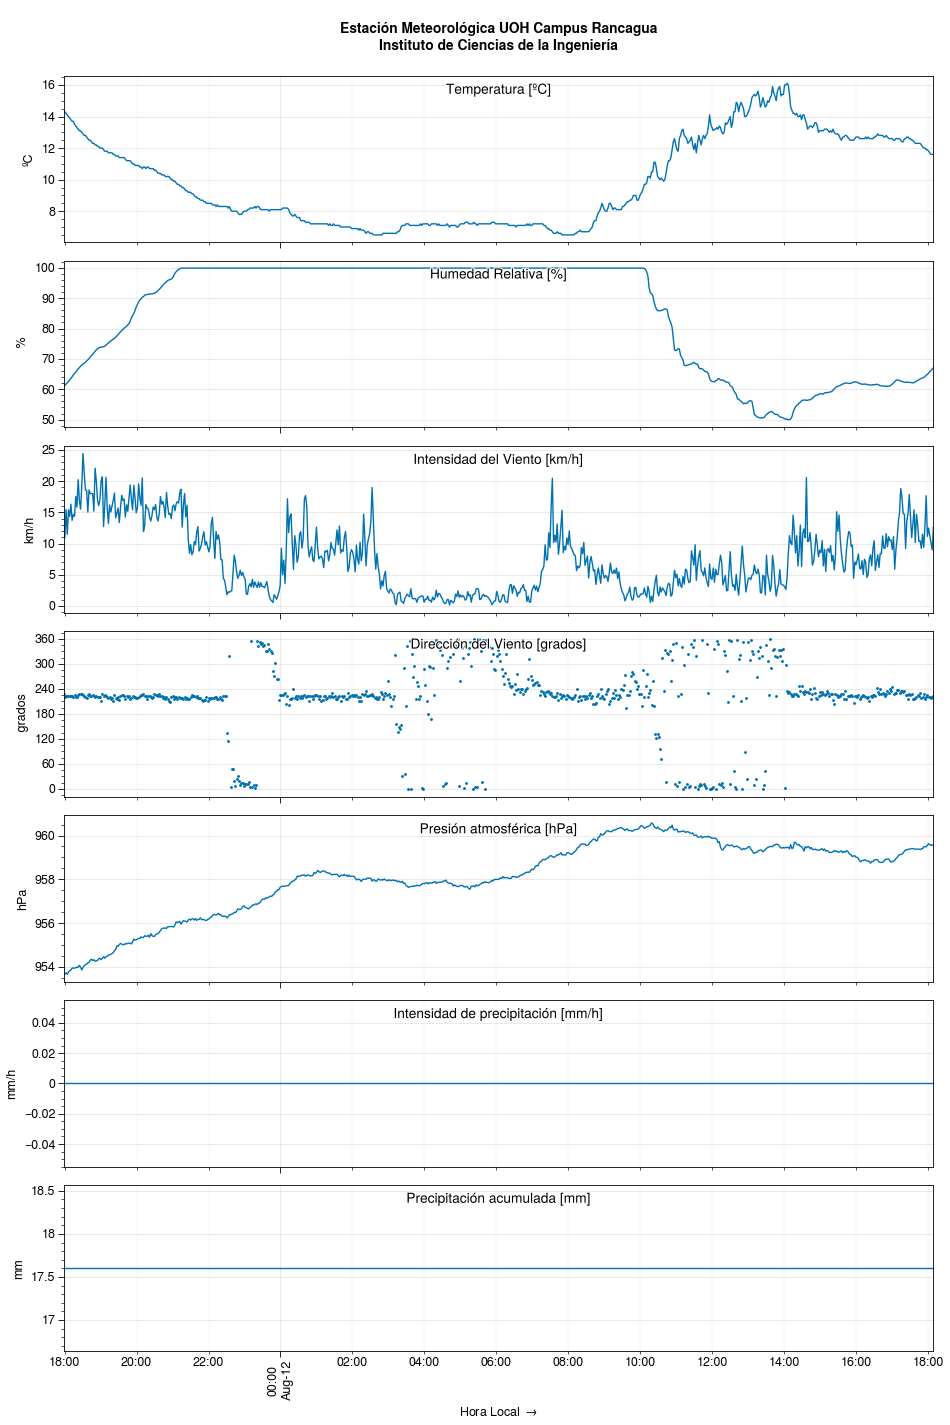 Estación Meteorológica UOH Campus Rancagua
Instituto de Ciencias de la Ingeniería
Temperatura [ºC]
16
14
12
10
8
ºC
Humedad Relativa [%]
100
90
80
70
60
50
%
Intensidad del Viento [km/h]
25
20
15
10
5
0
km/h
Dirección del Viento [grados]
360
300
240
180
120
60
0
grados
Presión atmosférica [hPa]
960
958
956
954
hPa
Intensidad de precipitación [mm/h]
0.04
0.02
0
−0.02
−0.04
mm/h
Precipitación acumulada [mm]
18.5
18
17.5
17
mm
18:00 20:00 22:00 00:00 02:00 04:00 06:00 08:00 10:00 12:00 14:00 16:00 18:00
Aug-12
Hora Local →